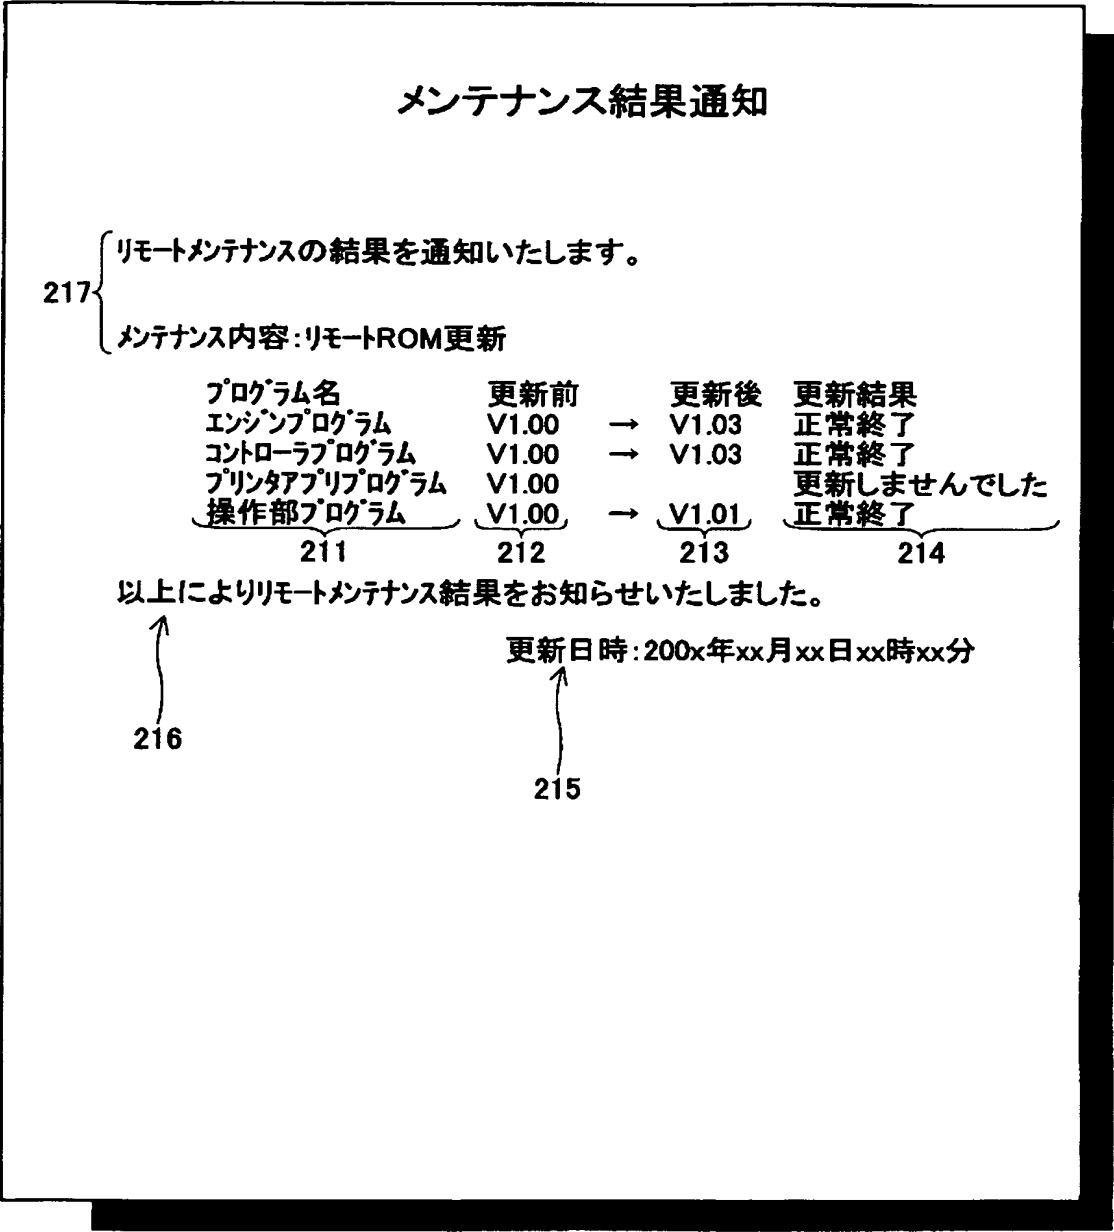 メンテナンス結果通知
リモートメンテナンスの結果を通知いたします。
217
メンテナンス内容:リモートROM更新
プログラム名 更新前 更新後 更新結果
エンジンプログラム V1.00 → V1.03 正常終了
コントローラプログラム V1.00 → V1.03 正常終了
プリンタアプリプログラム V1.00 更新しませんでした
操作部プログラム V1.00 → V1.01 正常終了
211 212 213 214
以上によりリモートメンテナンス結果をお知らせいたしました。
更新日時:200x年xx月xx日xx時xx分
216
215